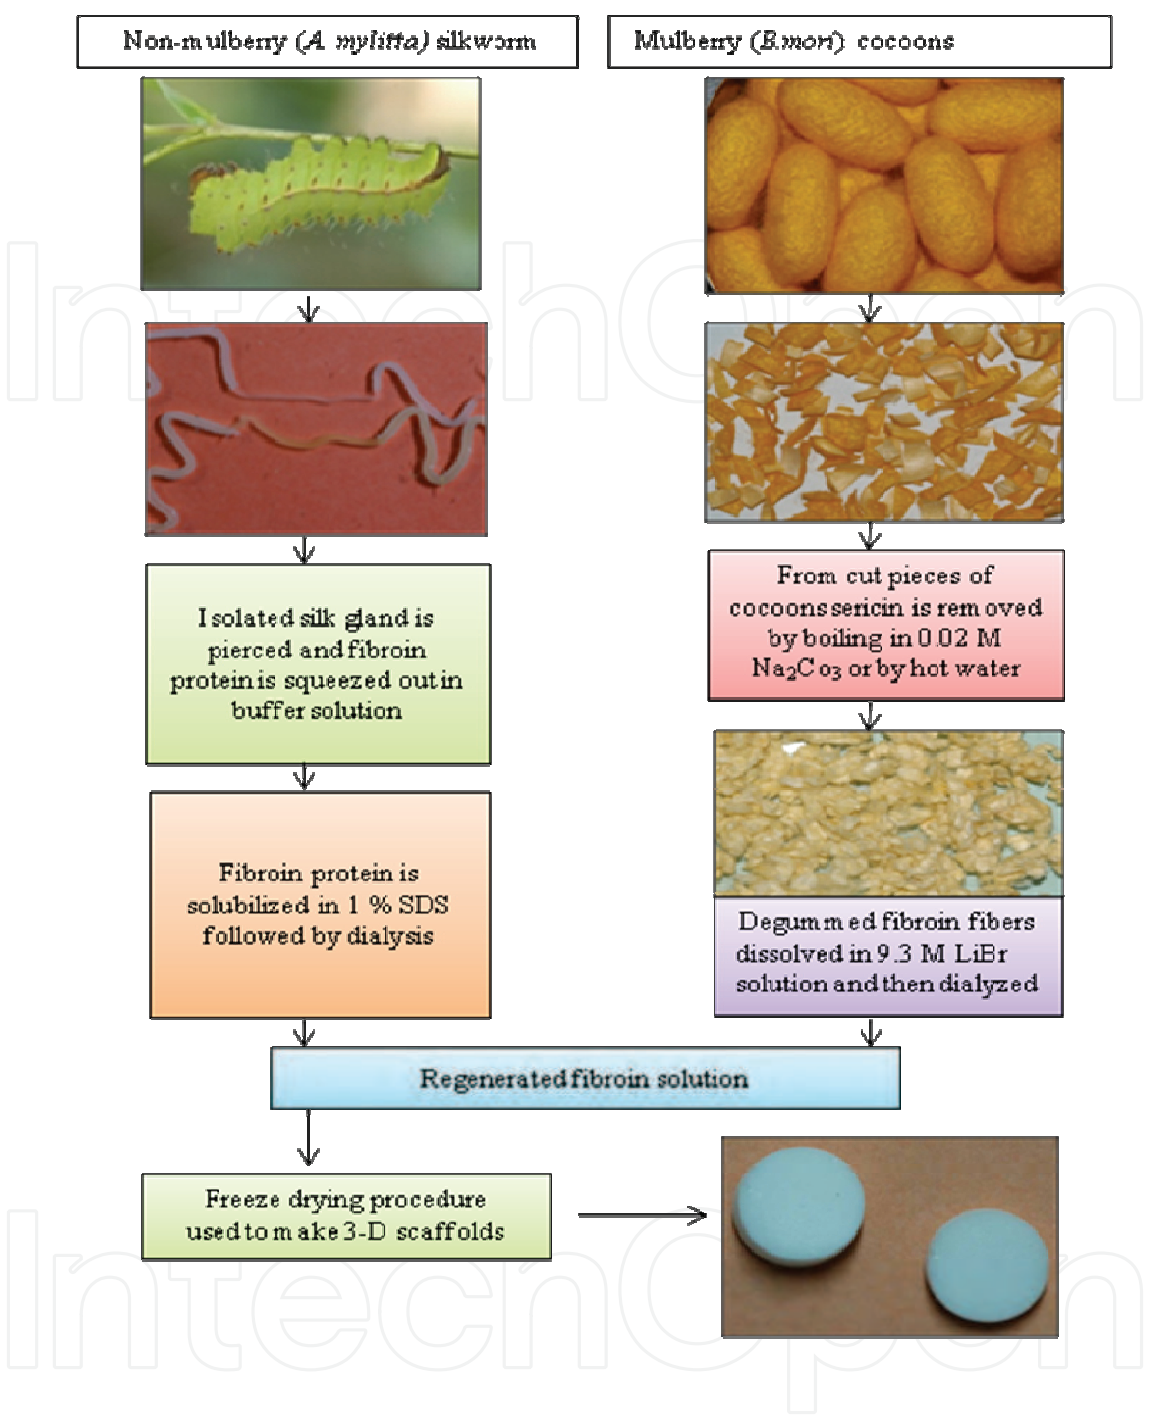 Non-mulberry (A. mylitta) silkworm
Mulberry (B.mori) cocoons
Isolated silk gland is
pierced and fibroin
protein is squeezed out in
buffer solution
From cut pieces of
cocoons sericin is removed
by boiling in 0.02 M
Na₂Co₃ or by hot water
Fibroin protein is
solubilized in 1 % SDS
followed by dialysis
Degummed fibroin fibers
dissolved in 9.3 M LiBr
solution and then dialyzed
Regenerated fibroin solution
Freeze drying procedure
used to make 3-D scaffolds
IntechOpen
IntechOpen